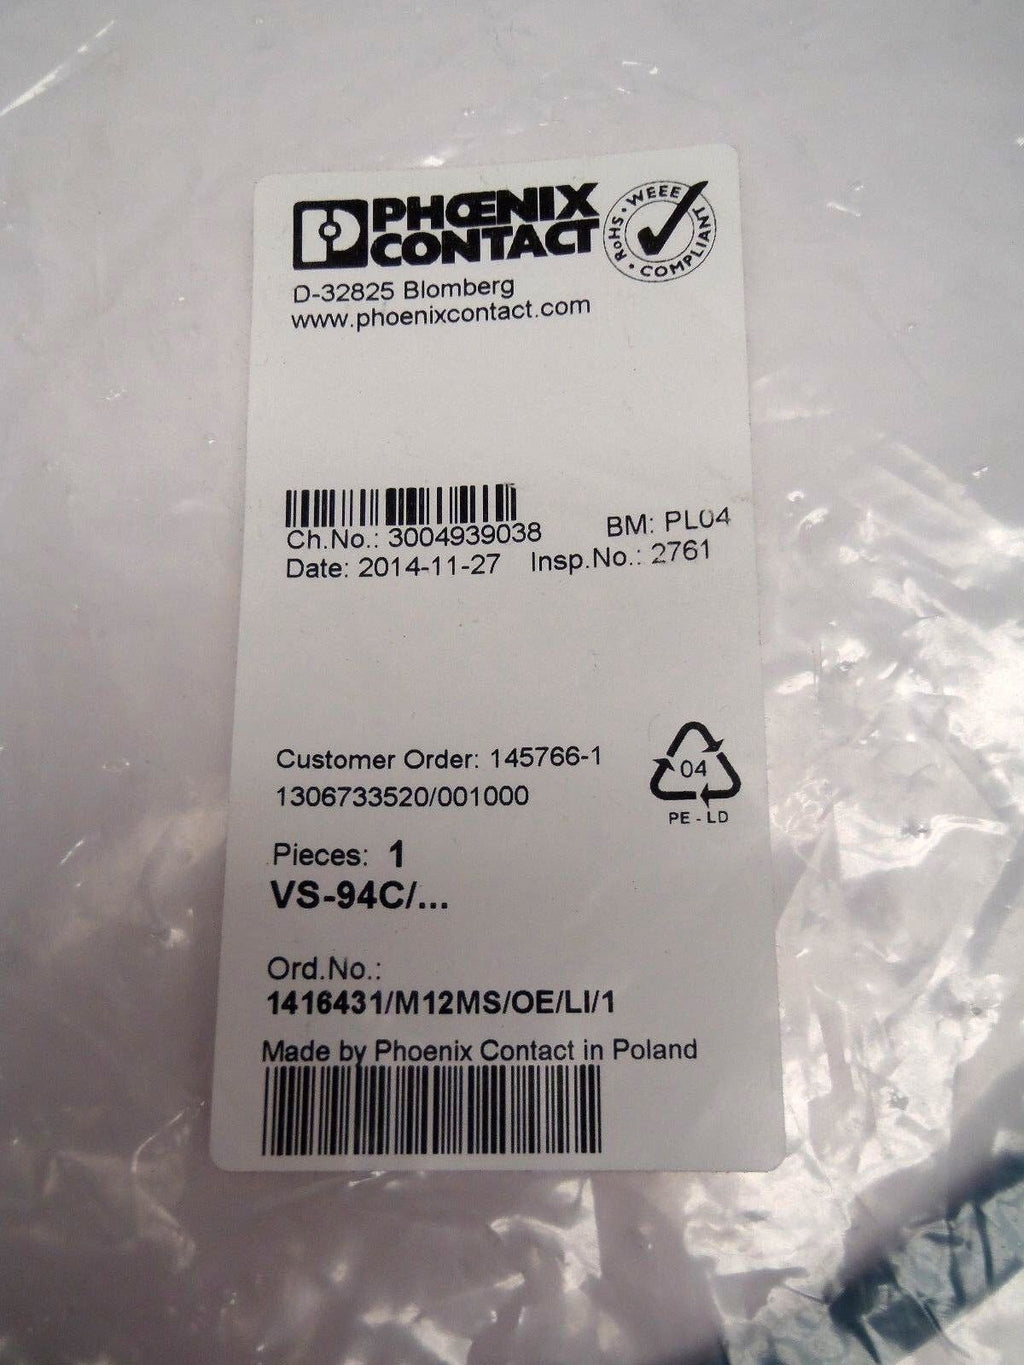 PHŒNIX
CONTACT
WEEE
RoHS
COMPLIANT
D-32825 Blomberg
www.phoenixcontact.com
Ch.No.: 3004939038 BM: PL04
Date: 2014-11-27 Insp.No.: 2761
Customer Order: 145766-1
1306733520/001000
04
PE - LD
Pieces: 1
VS-94C/...
Ord.No.:
1416431/M12MS/OE/LI/1
Made by Phoenix Contact in Poland